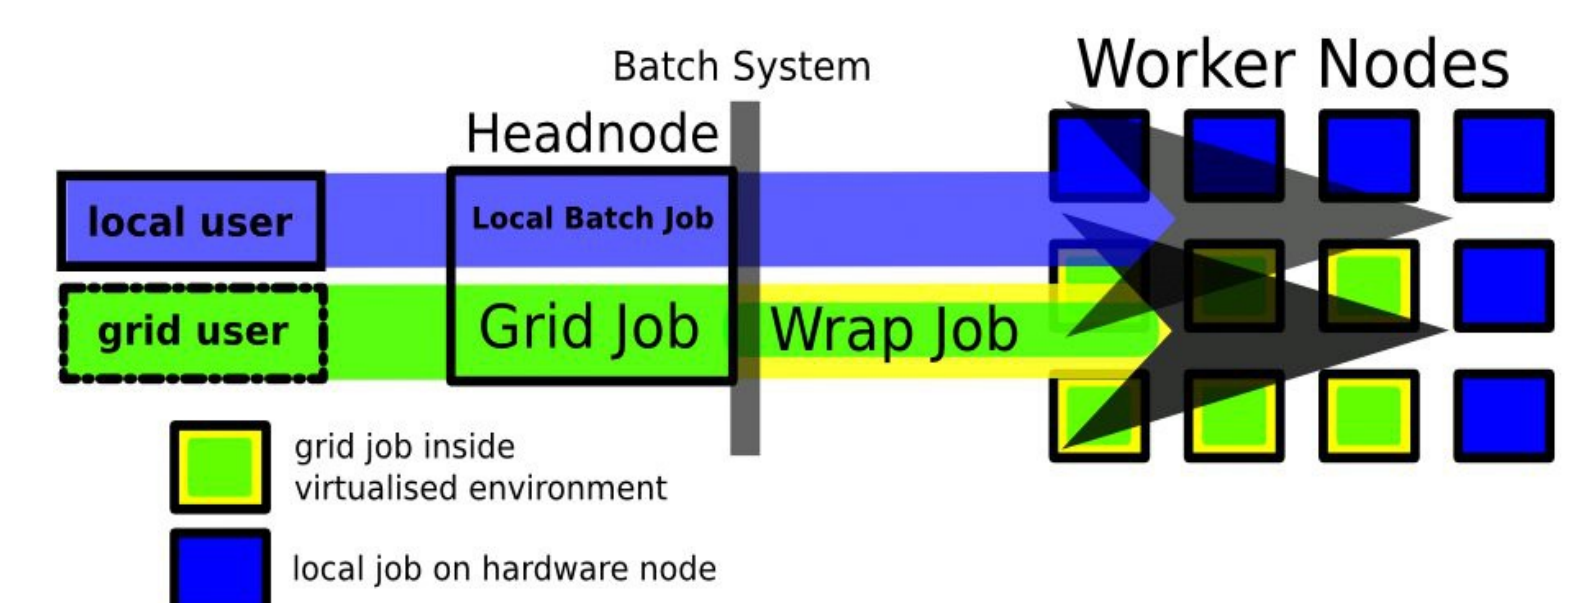 Batch System
Worker Nodes
Headnode
local user
Local Batch Job
grid user
Grid Job
Wrap Job
grid job inside
virtualised environment
local job on hardware node